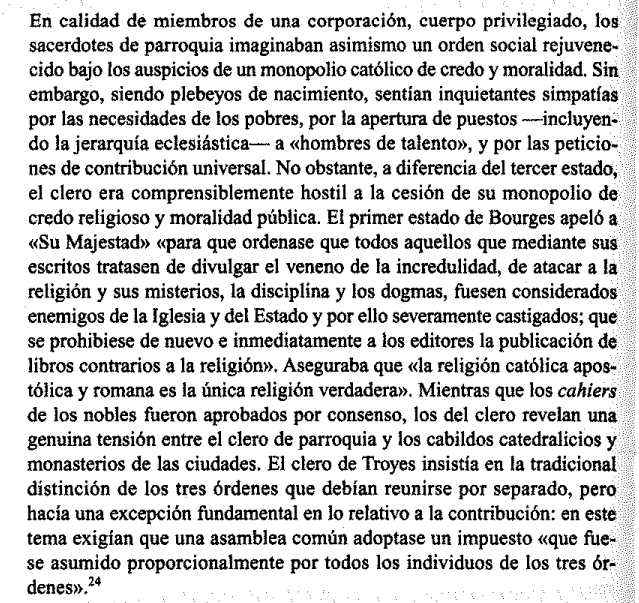 En calidad de miembros de una corporación, cuerpo privilegiado, los
sacerdotes de parroquia imaginaban asimismo un orden social rejuvene-
cido bajo los auspicios de un monopolio católico de credo y moralidad. Sin
embargo, siendo plebeyos de nacimiento, sentían inquietantes simpatías
por las necesidades de los pobres, por la apertura de puestos —incluyen-
do la jerarquía eclesiástica— a «hombres de talento», y por las peticio-
nes de contribución universal. No obstante, a diferencia del tercer estado,
el clero era comprensiblemente hostil a la cesión de su monopolio de
credo religioso y moralidad pública. El primer estado de Bourges apeló a
«Su Majestad» «para que ordenase que todos aquellos que mediante sus
escritos tratasen de divulgar el veneno de la incredulidad, de atacar a la
religión y sus misterios, la disciplina y los dogmas, fuesen considerados
enemigos de la Iglesia y del Estado y por ello severamente castigados; que
se prohibiese de nuevo e inmediatamente a los editores la publicación de
libros contrarios a la religión». Aseguraba que «la religión católica apos-
tólica y romana es la única religión verdadera». Mientras que los cahiers
de los nobles fueron aprobados por consenso, los del clero revelan una
genuina tensión entre el clero de parroquia y los cabildos catedralicios y
monasterios de las ciudades. El clero de Troyes insistía en la tradicional
distinción de los tres órdenes que debían reunirse por separado, pero
hacía una excepción fundamental en lo relativo a la contribución: en este
tema exigían que una asamblea común adoptase un impuesto «que fue-
se asumido proporcionalmente por todos los individuos de los tres ór-
denes».24